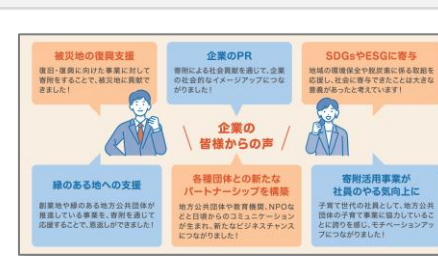 被災地の復興支援
復旧・復興に向けた事業に対して
寄附をすることで、被災地に貢献で
きました！
企業のPR
寄附による社会貢献を通じて、企業
の社会的なイメージアップにつな
がりました！
SDGsやESGに寄与
地域の環境保全や脱炭素に係る取組を
応援し、社会に寄与できたことは大きな
意義があったと考えています！
企業の
皆様からの声
縁のある地への支援
創業地や縁のある地方公共団体が
推進している事業を、寄附を通じて
応援することで、恩返しができました！
各種団体との新たな
パートナーシップを構築
地方公共団体や教育機関、NPOな
どと日頃からのコミュニケーション
が生まれ、新たなビジネスチャンス
につながりました！
寄附活用事業が
社員のやる気向上に
子育て世代の社員として、地方公共
団体の子育て事業に協力しているこ
とに誇りを感じ、モチベーションアッ
プにつながりました！